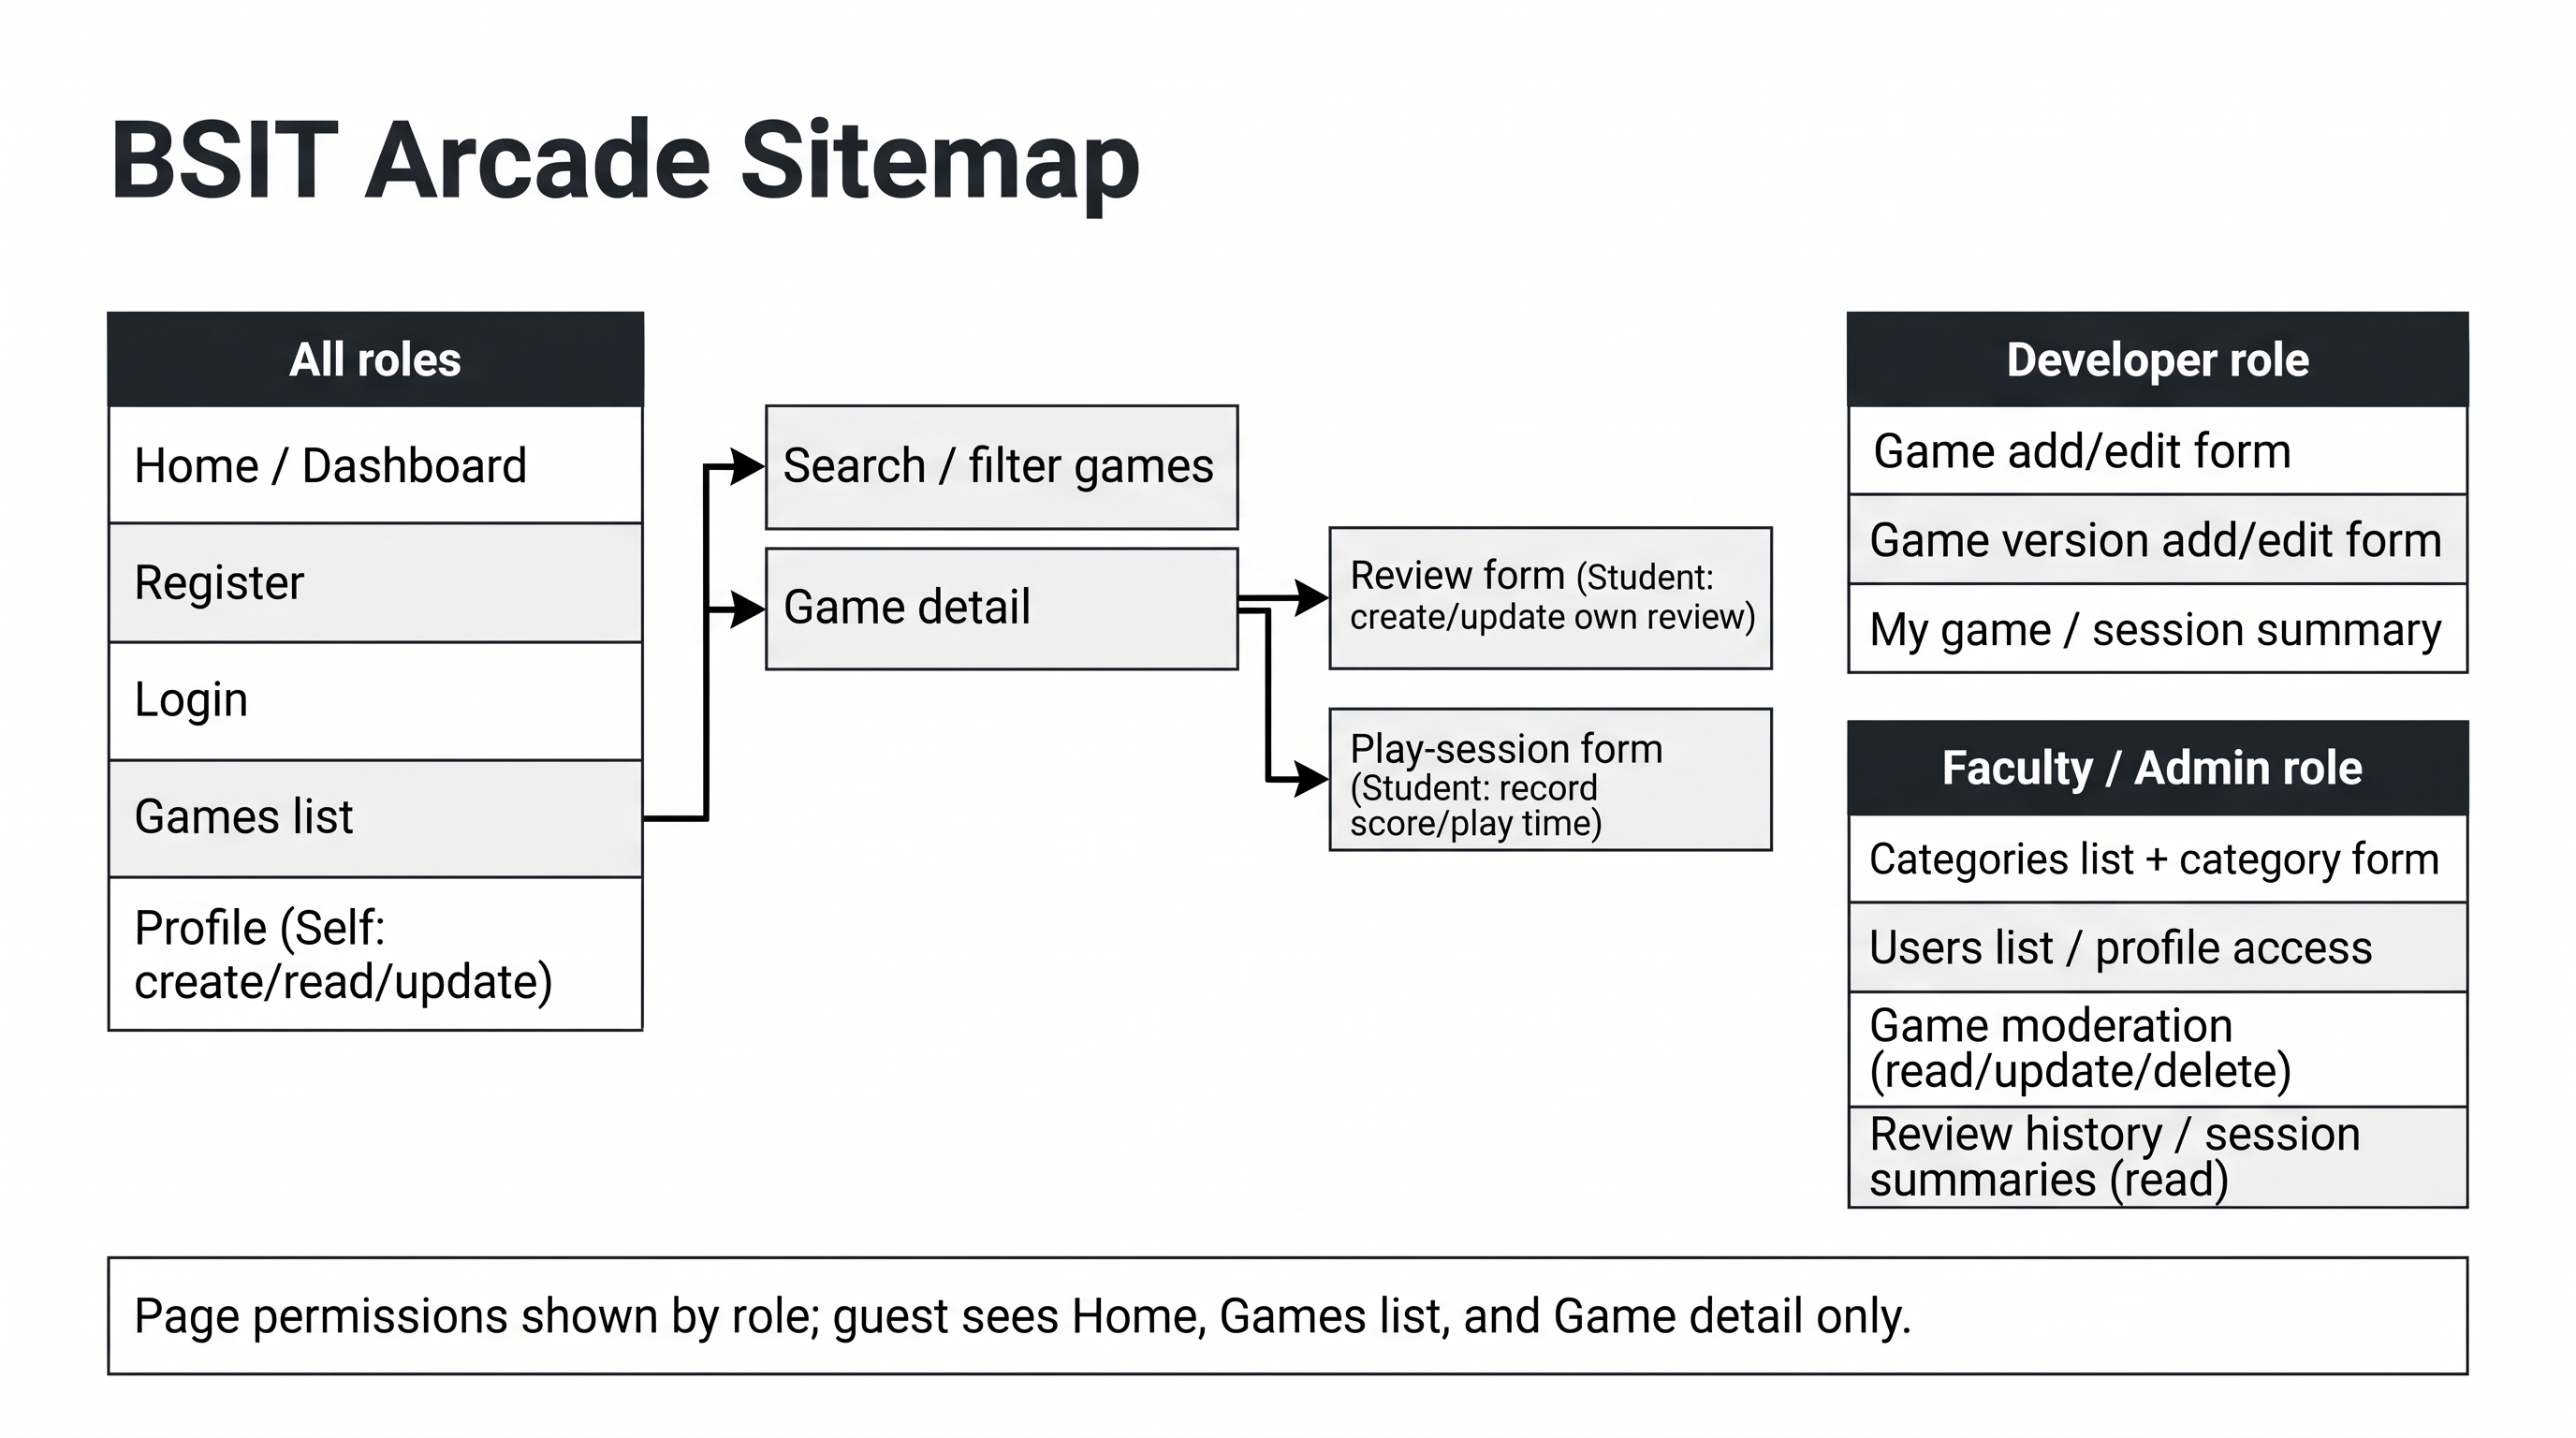 BSIT Arcade Sitemap
All roles
Home / Dashboard
Register
Login
Games list
Profile (Self:
create/read/update)
Search / filter games
Game detail
Review form (Student:
create/update own review)
Play-session form
(Student: record
score/play time)
Developer role
Game add/edit form
Game version add/edit form
My game / session summary
Faculty / Admin role
Categories list + category form
Users list / profile access
Game moderation
(read/update/delete)
Review history / session
summaries (read)
Page permissions shown by role; guest sees Home, Games list, and Game detail only.